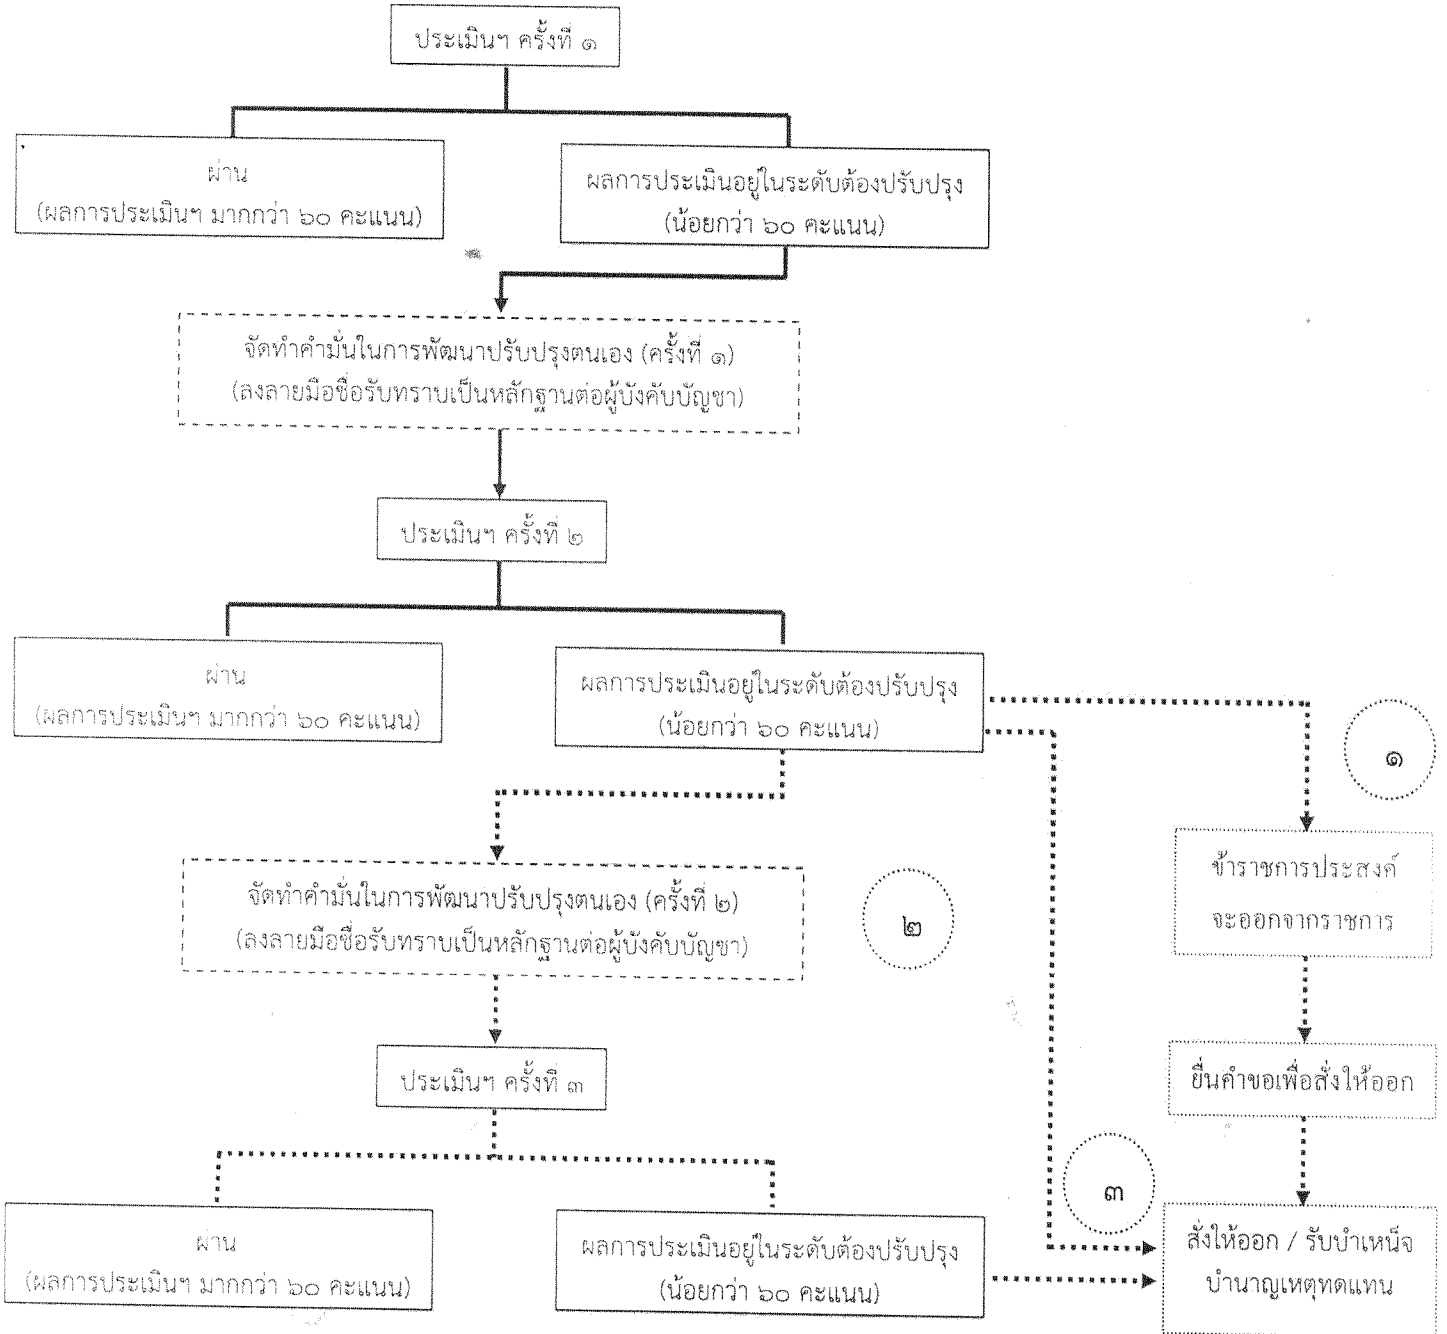 ประเมินฯ ครั้งที่ ๑
ผ่าน
(ผลการประเมินฯ มากกว่า ๖๐ คะแนน)
ผลการประเมินอยู่ในระดับต้องปรับปรุง
(น้อยกว่า ๖๐ คะแนน)
จัดทำคำมั่นในการพัฒนาปรับปรุงตนเอง (ครั้งที่ ๑)
(ลงลายมือชื่อรับทราบเป็นหลักฐานต่อผู้บังคับบัญชา)
ประเมินฯ ครั้งที่ ๒
ผ่าน
(ผลการประเมินฯ มากกว่า ๖๐ คะแนน)
ผลการประเมินอยู่ในระดับต้องปรับปรุง
(น้อยกว่า ๖๐ คะแนน)
๑
ข้าราชการประสงค์
จะออกจากราชการ
จัดทำคำมั่นในการพัฒนาปรับปรุงตนเอง (ครั้งที่ ๒)
(ลงลายมือชื่อรับทราบเป็นหลักฐานต่อผู้บังคับบัญชา)
๒
ประเมินฯ ครั้งที่ ๓
ยื่นคำขอเพื่อสั่งให้ออก
๓
ผ่าน
(ผลการประเมินฯ มากกว่า ๖๐ คะแนน)
ผลการประเมินอยู่ในระดับต้องปรับปรุง
(น้อยกว่า ๖๐ คะแนน)
สั่งให้ออก / รับบำเหน็จ
บำนาญเหตุทดแทน